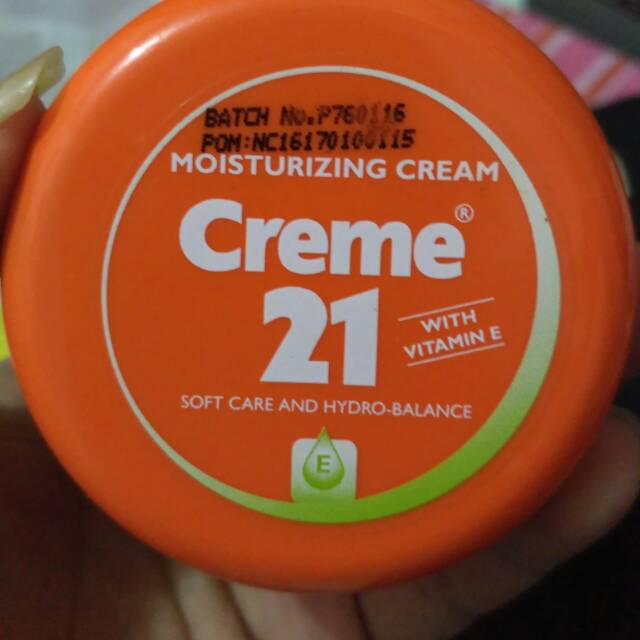 BATCH No.P760116
POM:NC16170100115
MOISTURIZING CREAM
Creme®
21
WITH
VITAMIN E
SOFT CARE AND HYDRO-BALANCE
E